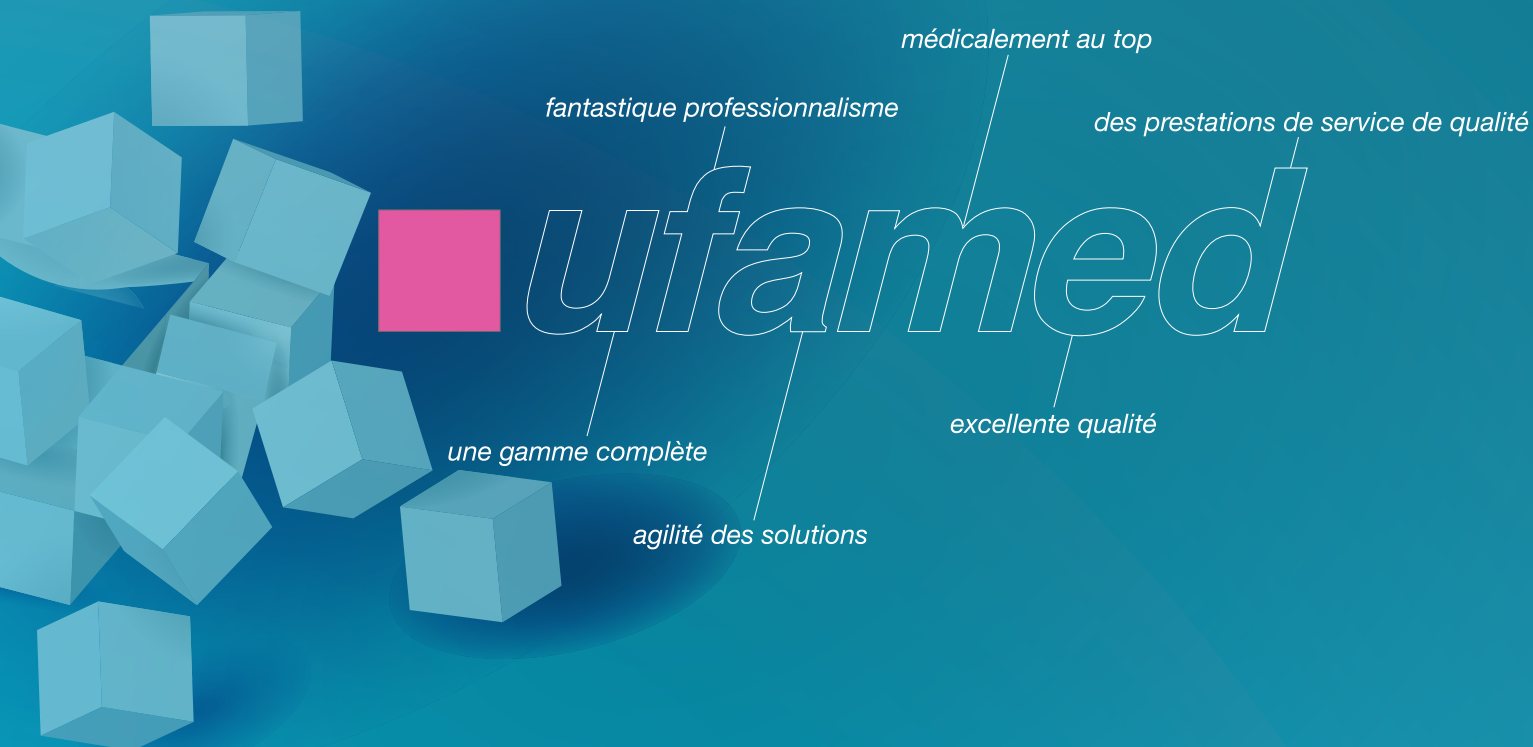 médicalement au top
fantastique professionnalisme
des prestations de service de qualité
ufamed
excellente qualité
une gamme complète
agilité des solutions